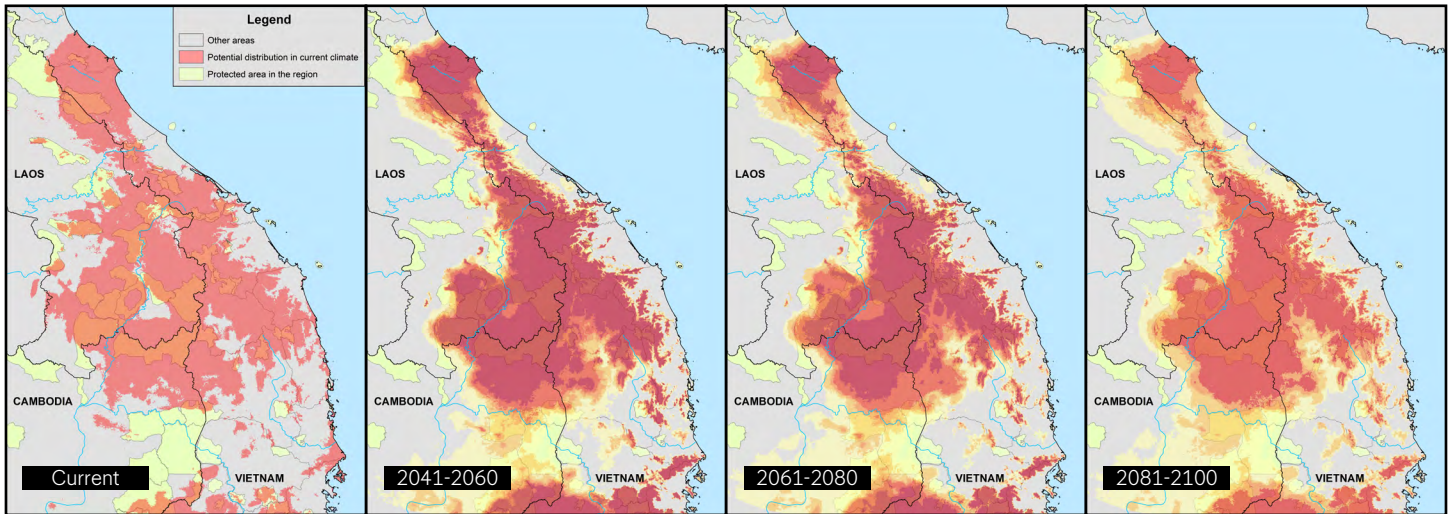 Legend
Other areas
Potential distribution in current climate
Protected area in the region
LAOS
CAMBODIA
VIETNAM
Current
LAOS
CAMBODIA
VIETNAM
2041-2060
LAOS
CAMBODIA
VIETNAM
2061-2080
LAOS
CAMBODIA
VIETNAM
2081-2100